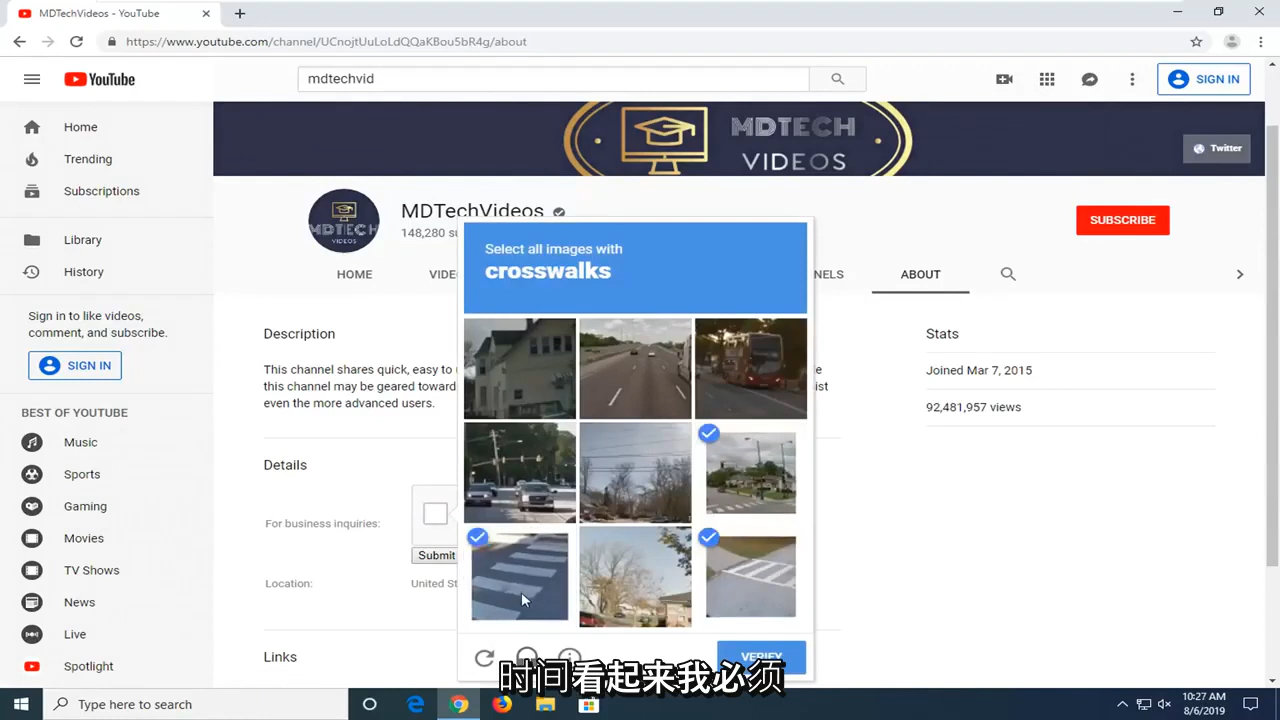 MDTechVideos - YouTube
https://www.youtube.com/channel/UCnojtUuLoLdQQaKBou5bR4g/about
YouTube
mdtechvid
SIGN IN
Home
Trending
Subscriptions
Library
History
Sign in to like videos,
comment, and subscribe.
SIGN IN
BEST OF YOUTUBE
Music
Sports
Gaming
Movies
TV Shows
News
Live
Spotlight
MDTECH
VIDEOS
Twitter
MDTECH
VIDEOS
MDTechVideos
148,280 su
SUBSCRIBE
HOME
VIDE
NELS
ABOUT
Description
This channel shares quick, easy to
this channel may be geared toward
even the more advanced users.
ist
Details
For business inquiries:
Submit
Location:
United St
Links
Stats
Joined Mar 7, 2015
92,481,957 views
Select all images with
crosswalks
VERIFY
时间看起来我必须
Type here to search
10:27 AM
8/6/2019